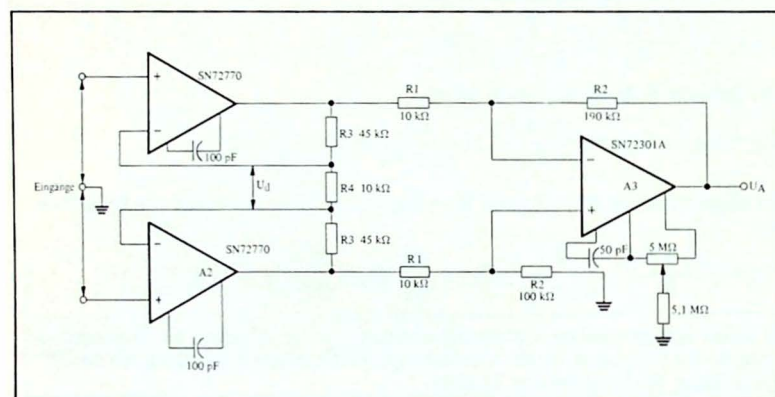 SN72770
R1
10 kΩ
R2
190 kΩ
R3 45 kΩ
SN72301A
100 pF
Eingänge
Ud
R4 10 kΩ
A3
UA
SN72770
R3 45 kΩ
50 pF
5 MΩ
A2
R1
10 kΩ
R2
100 kΩ
5,1 MΩ
100 pF